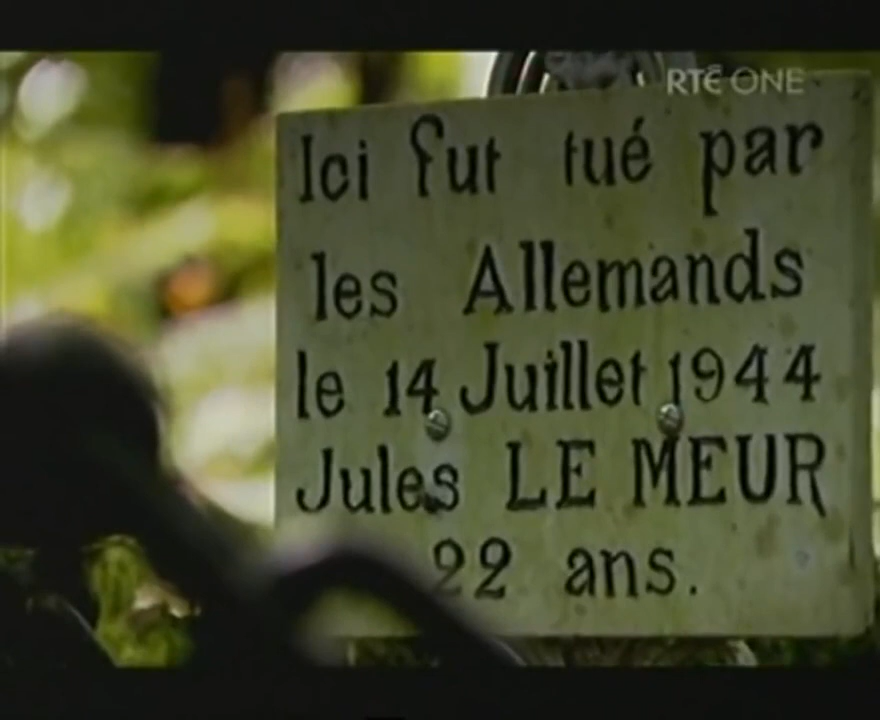 RTÉ ONE
Ici fut tué par
les Allemands
le 14 Juillet 1944
Jules LE MEUR
22 ans.